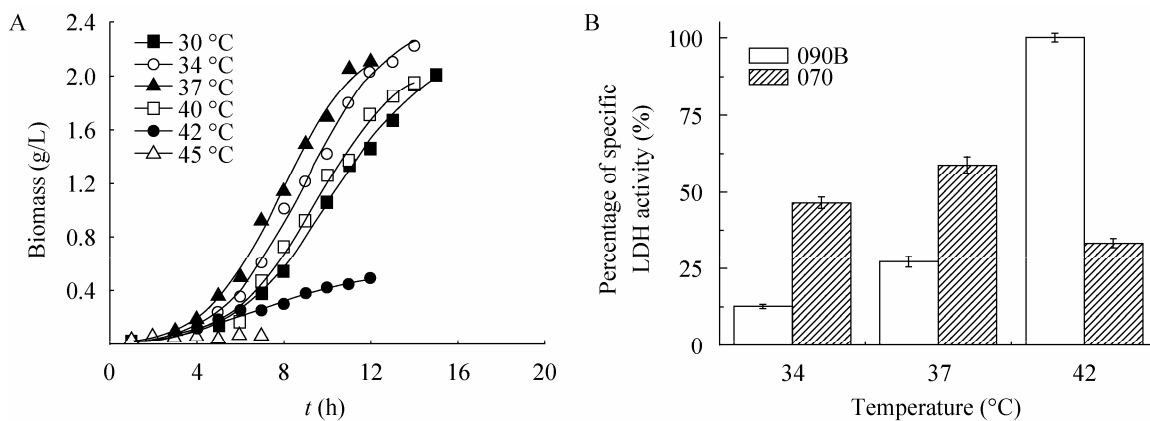 A
Biomass (g/L)
2.4
2.0
1.6
1.2
0.8
0.4
30 °C
34 °C
37 °C
40 °C
42 °C
45 °C
0 4 8 12 16 20
t (h)
B
Percentage of specific
LDH activity (%)
100
75
50
25
0
090B
070
34 37 42
Temperature (°C)